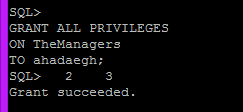 SQL>
GRANT ALL PRIVILEGES
ON TheManagers
TO ahadaegh;
SQL>   2    3
Grant succeeded.